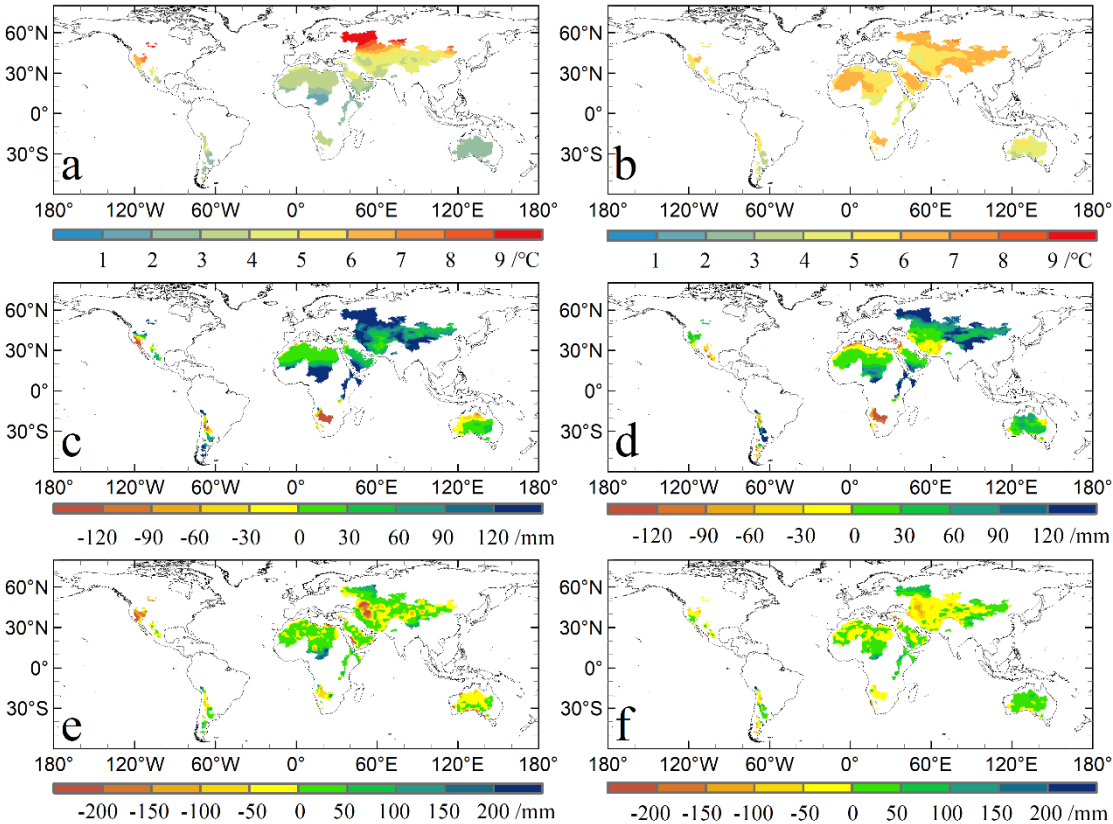 60°N 60°N
30°N 30°N
0° 0°
30°S 30°S
a b
180° 120°W 60°W 0° 60°E 120°E 180° 180° 120°W 60°W 0° 60°E 120°E 180°
1 2 3 4 5 6 7 8 9 /℃ 1 2 3 4 5 6 7 8 9 /℃
60°N 60°N
30°N 30°N
0° 0°
30°S 30°S
c d
180° 120°W 60°W 0° 60°E 120°E 180° 180° 120°W 60°W 0° 60°E 120°E 180°
-120 -90 -60 -30 0 30 60 90 120 /mm -120 -90 -60 -30 0 30 60 90 120 /mm
60°N 60°N
30°N 30°N
0° 0°
30°S 30°S
e f
180° 120°W 60°W 0° 60°E 120°E 180° 180° 120°W 60°W 0° 60°E 120°E 180°
-200 -150 -100 -50 0 50 100 150 200 /mm -200 -150 -100 -50 0 50 100 150 200 /mm